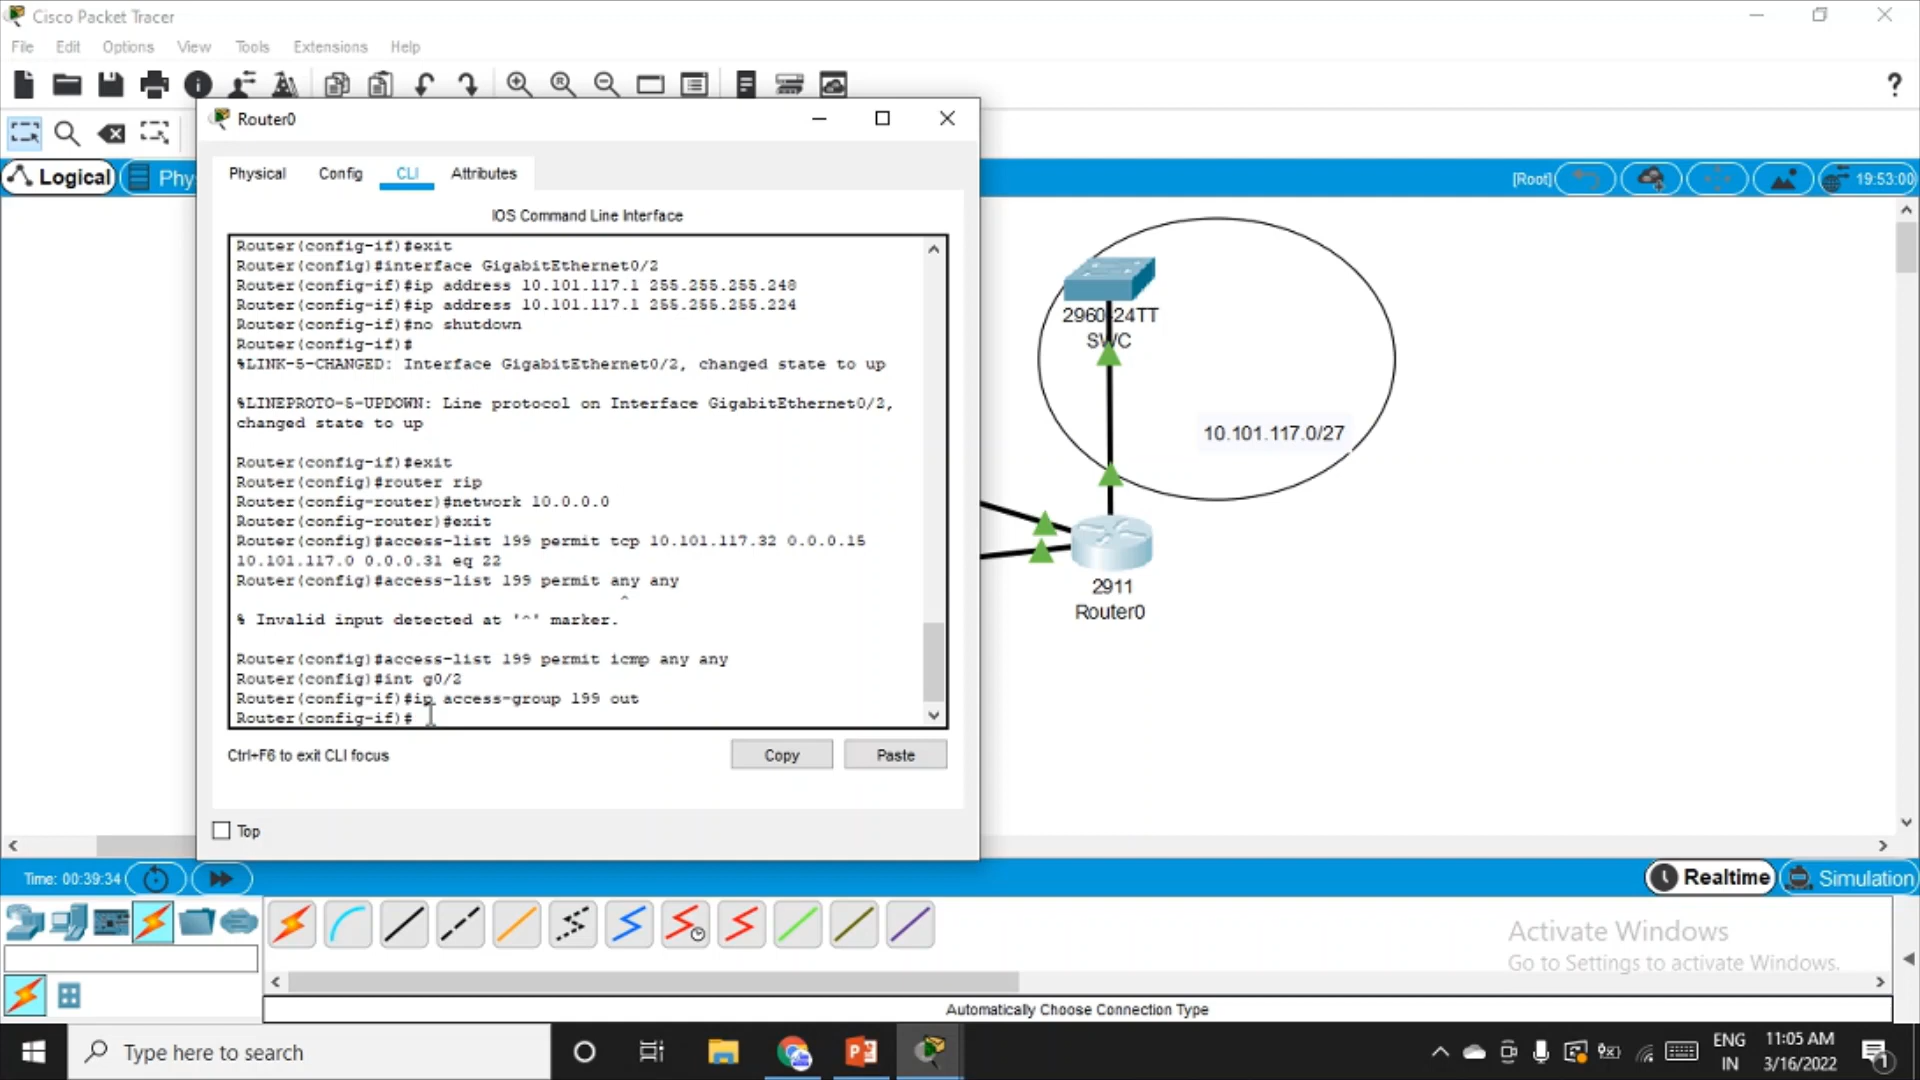 Cisco Packet Tracer
File Edit Options View Tools Extensions Help
?
Logical
Phy
[Root]
19:53:00
Router0
Physical Config CLI Attributes
IOS Command Line Interface
Router(config-if)#exit
Router(config)#interface GigabitEthernet0/2
Router(config-if)#ip address 10.101.117.1 255.255.255.248
Router(config-if)#ip address 10.101.117.1 255.255.255.224
Router(config-if)#no shutdown
Router(config-if)#
%LINK-5-CHANGED: Interface GigabitEthernet0/2, changed state to up
%LINEPROTO-5-UPDOWN: Line protocol on Interface GigabitEthernet0/2,
changed state to up
Router(config-if)#exit
Router(config)#router rip
Router(config-router)#network 10.0.0.0
Router(config-router)#exit
Router(config)#access-list 199 permit tcp 10.101.117.32 0.0.0.15
10.101.117.0 0.0.0.31 eq 22
Router(config)#access-list 199 permit any any
^
% Invalid input detected at '^' marker.
Router(config)#access-list 199 permit icmp any any
Router(config)#int g0/2
Router(config-if)#ip access-group 199 out
Router(config-if)#
Ctrl+F6 to exit CLI focus
Copy
Paste
Top
2960-24TT
SWC
10.101.117.0/27
2911
Router0
Time: 00:39:34
Realtime
Simulation
Activate Windows
Go to Settings to activate Windows.
Automatically Choose Connection Type
Type here to search
ENG
IN
11:05 AM
3/16/2022
1